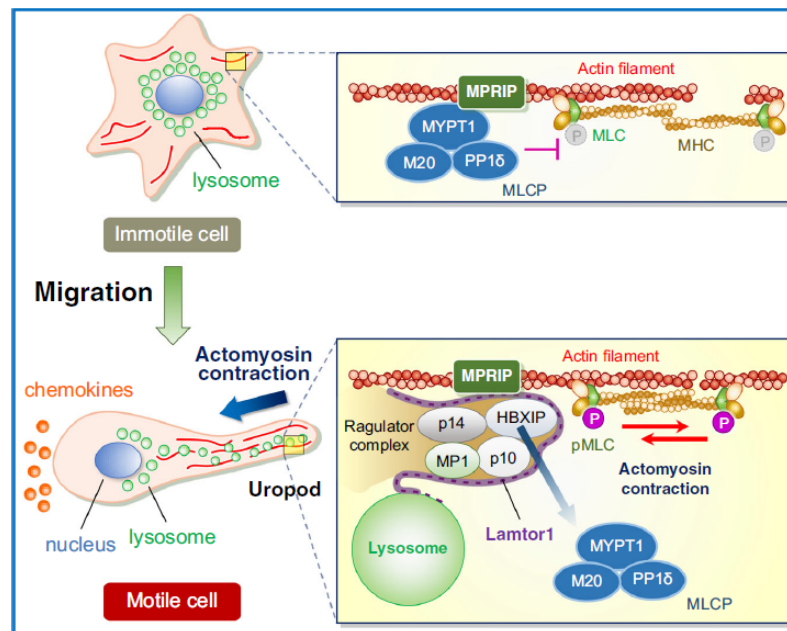 Actin filament
MPRIP
MYPT1
P
MLC
MHC
P
M20
PP1δ
MLCP
lysosome
Immotile cell
Migration
Actomyosin
contraction
chemokines
Uropod
nucleus
lysosome
Motile cell
Actin filament
MPRIP
Ragulator
complex
p14
HBXIP
MP1
p10
P
P
pMLC
Actomyosin
contraction
Lamtor1
Lysosome
MYPT1
M20
PP1δ
MLCP